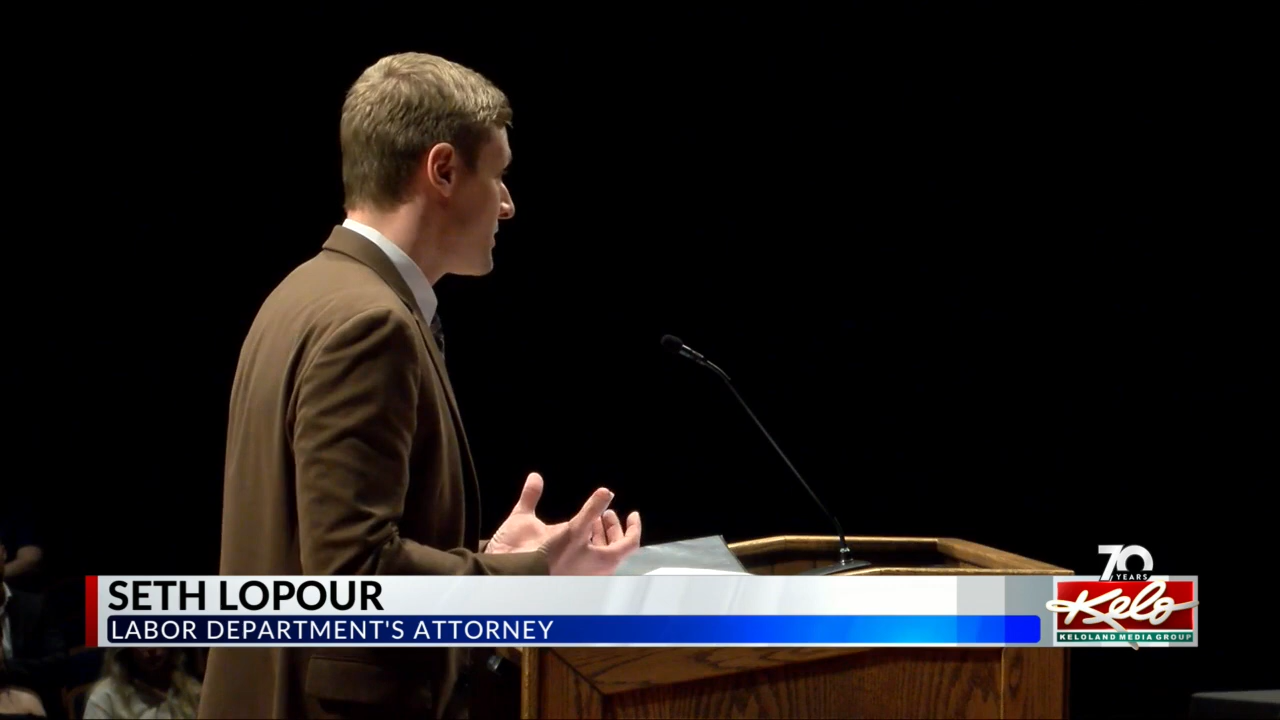 SETH LOPOUR
LABOR DEPARTMENT'S ATTORNEY
70
YEARS
Kelo
KELOLAND MEDIA GROUP